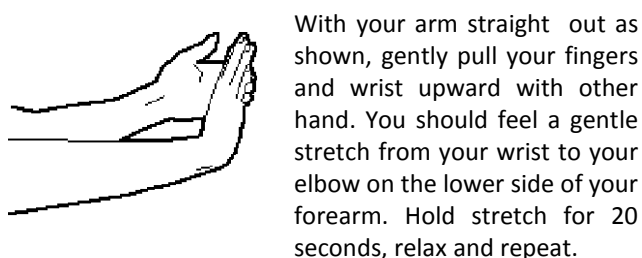 With your arm straight out as
shown, gently pull your fingers
and wrist upward with other
hand. You should feel a gentle
stretch from your wrist to your
elbow on the lower side of your
forearm. Hold stretch for 20
seconds, relax and repeat.